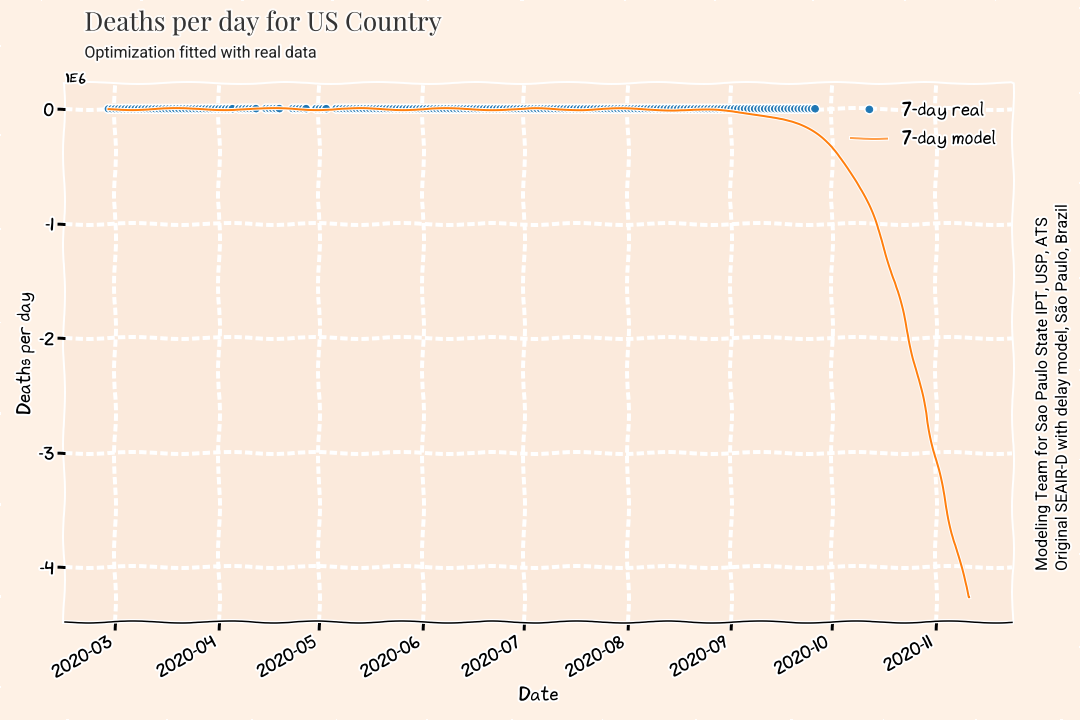 Deaths per day for US Country
Optimization fitted with real data
1E6
0
-1
-2
-3
-4
Deaths per day
7-day real
7-day model
2020-03
2020-04
2020-05
2020-06
2020-07
2020-08
2020-09
2020-10
2020-11
Date
Modeling Team for Sao Paulo State IPT, USP, ATS
Original SEAIR-D with delay model, São Paulo, Brazil